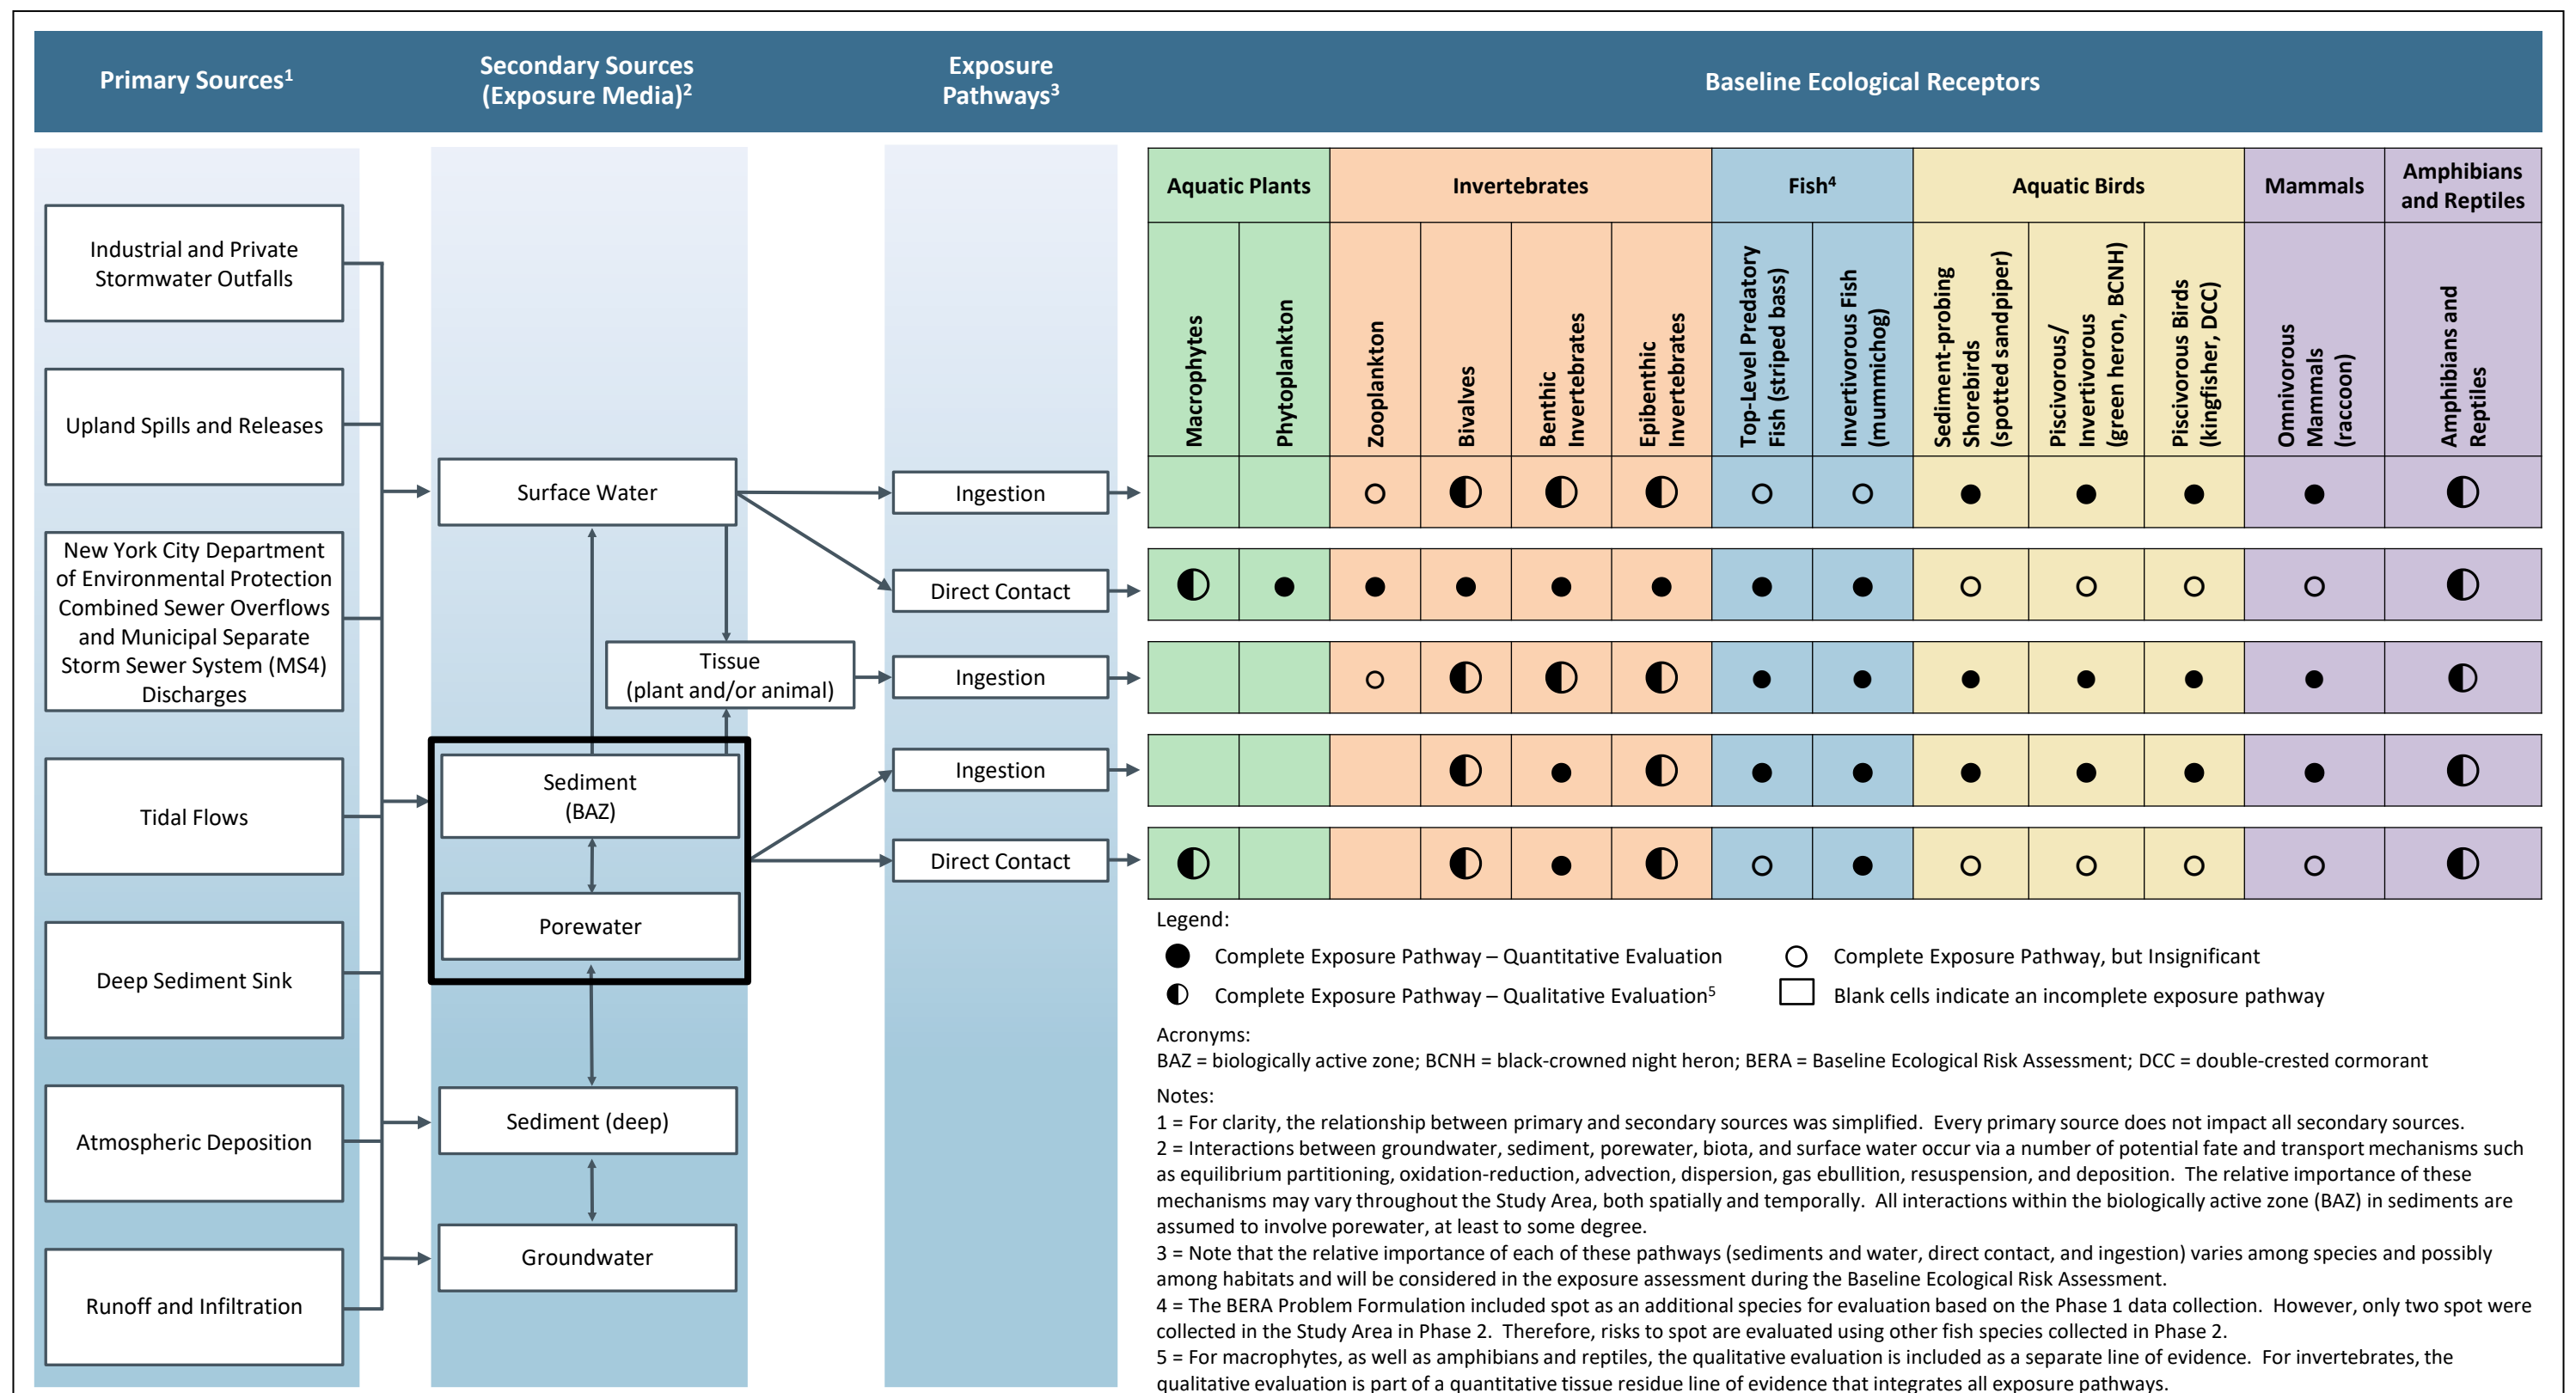 Primary Sources¹
Secondary Sources
(Exposure Media)²
Exposure
Pathways³
Baseline Ecological Receptors
Industrial and Private
Stormwater Outfalls
Upland Spills and Releases
New York City Department
of Environmental Protection
Combined Sewer Overflows
and Municipal Separate
Storm Sewer System (MS4)
Discharges
Tidal Flows
Deep Sediment Sink
Atmospheric Deposition
Runoff and Infiltration
Surface Water
Tissue
(plant and/or animal)
Sediment
(BAZ)
Porewater
Sediment (deep)
Groundwater
Ingestion
Direct Contact
Ingestion
Ingestion
Direct Contact
Aquatic Plants
Invertebrates
Fish⁴
Aquatic Birds
Mammals
Amphibians
and Reptiles
Macrophytes
Phytoplankton
Zooplankton
Bivalves
Benthic
Invertebrates
Epibenthic
Invertebrates
Top-Level Predatory
Fish (striped bass)
Invertivorous Fish
(mummichog)
Sediment-probing
Shorebirds
(spotted sandpiper)
Piscivorous/
Invertivorous
(green heron, BCNH)
Piscivorous Birds
(kingfisher, DCC)
Omnivorous
Mammals
(raccoon)
Amphibians and
Reptiles
Legend:
Complete Exposure Pathway – Quantitative Evaluation
Complete Exposure Pathway, but Insignificant
Complete Exposure Pathway – Qualitative Evaluation⁵
Blank cells indicate an incomplete exposure pathway
Acronyms:
BAZ = biologically active zone; BCNH = black-crowned night heron; BERA = Baseline Ecological Risk Assessment; DCC = double-crested cormorant
Notes:
1 = For clarity, the relationship between primary and secondary sources was simplified. Every primary source does not impact all secondary sources.
2 = Interactions between groundwater, sediment, porewater, biota, and surface water occur via a number of potential fate and transport mechanisms such
as equilibrium partitioning, oxidation-reduction, advection, dispersion, gas ebullition, resuspension, and deposition. The relative importance of these
mechanisms may vary throughout the Study Area, both spatially and temporally. All interactions within the biologically active zone (BAZ) in sediments are
assumed to involve porewater, at least to some degree.
3 = Note that the relative importance of each of these pathways (sediments and water, direct contact, and ingestion) varies among species and possibly
among habitats and will be considered in the exposure assessment during the Baseline Ecological Risk Assessment.
4 = The BERA Problem Formulation included spot as an additional species for evaluation based on the Phase 1 data collection. However, only two spot were
collected in the Study Area in Phase 2. Therefore, risks to spot are evaluated using other fish species collected in Phase 2.
5 = For macrophytes, as well as amphibians and reptiles, the qualitative evaluation is included as a separate line of evidence. For invertebrates, the
qualitative evaluation is part of a quantitative tissue residue line of evidence that integrates all exposure pathways.